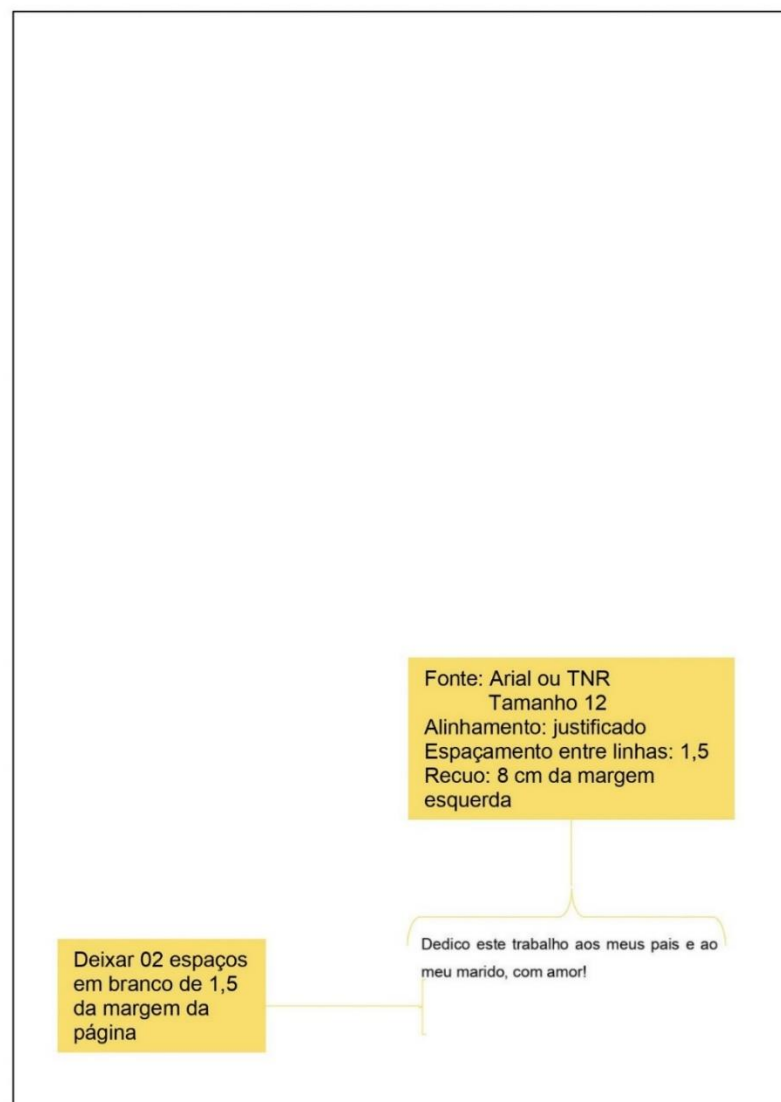 Fonte: Arial ou TNR
Tamanho 12
Alinhamento: justificado
Espaçamento entre linhas: 1,5
Recuo: 8 cm da margem
esquerda
Dedico este trabalho aos meus pais e ao
meu marido, com amor!
Deixar 02 espaços
em branco de 1,5
da margem da
página